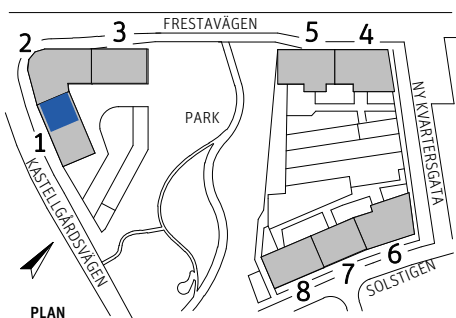 FRESTAVÄGEN
2
3
5
4
1
PARK
NY KVARTERSGATA
KASTELLGÅRDSVÄGEN
6
7
8
SOLSTIGEN
PLAN